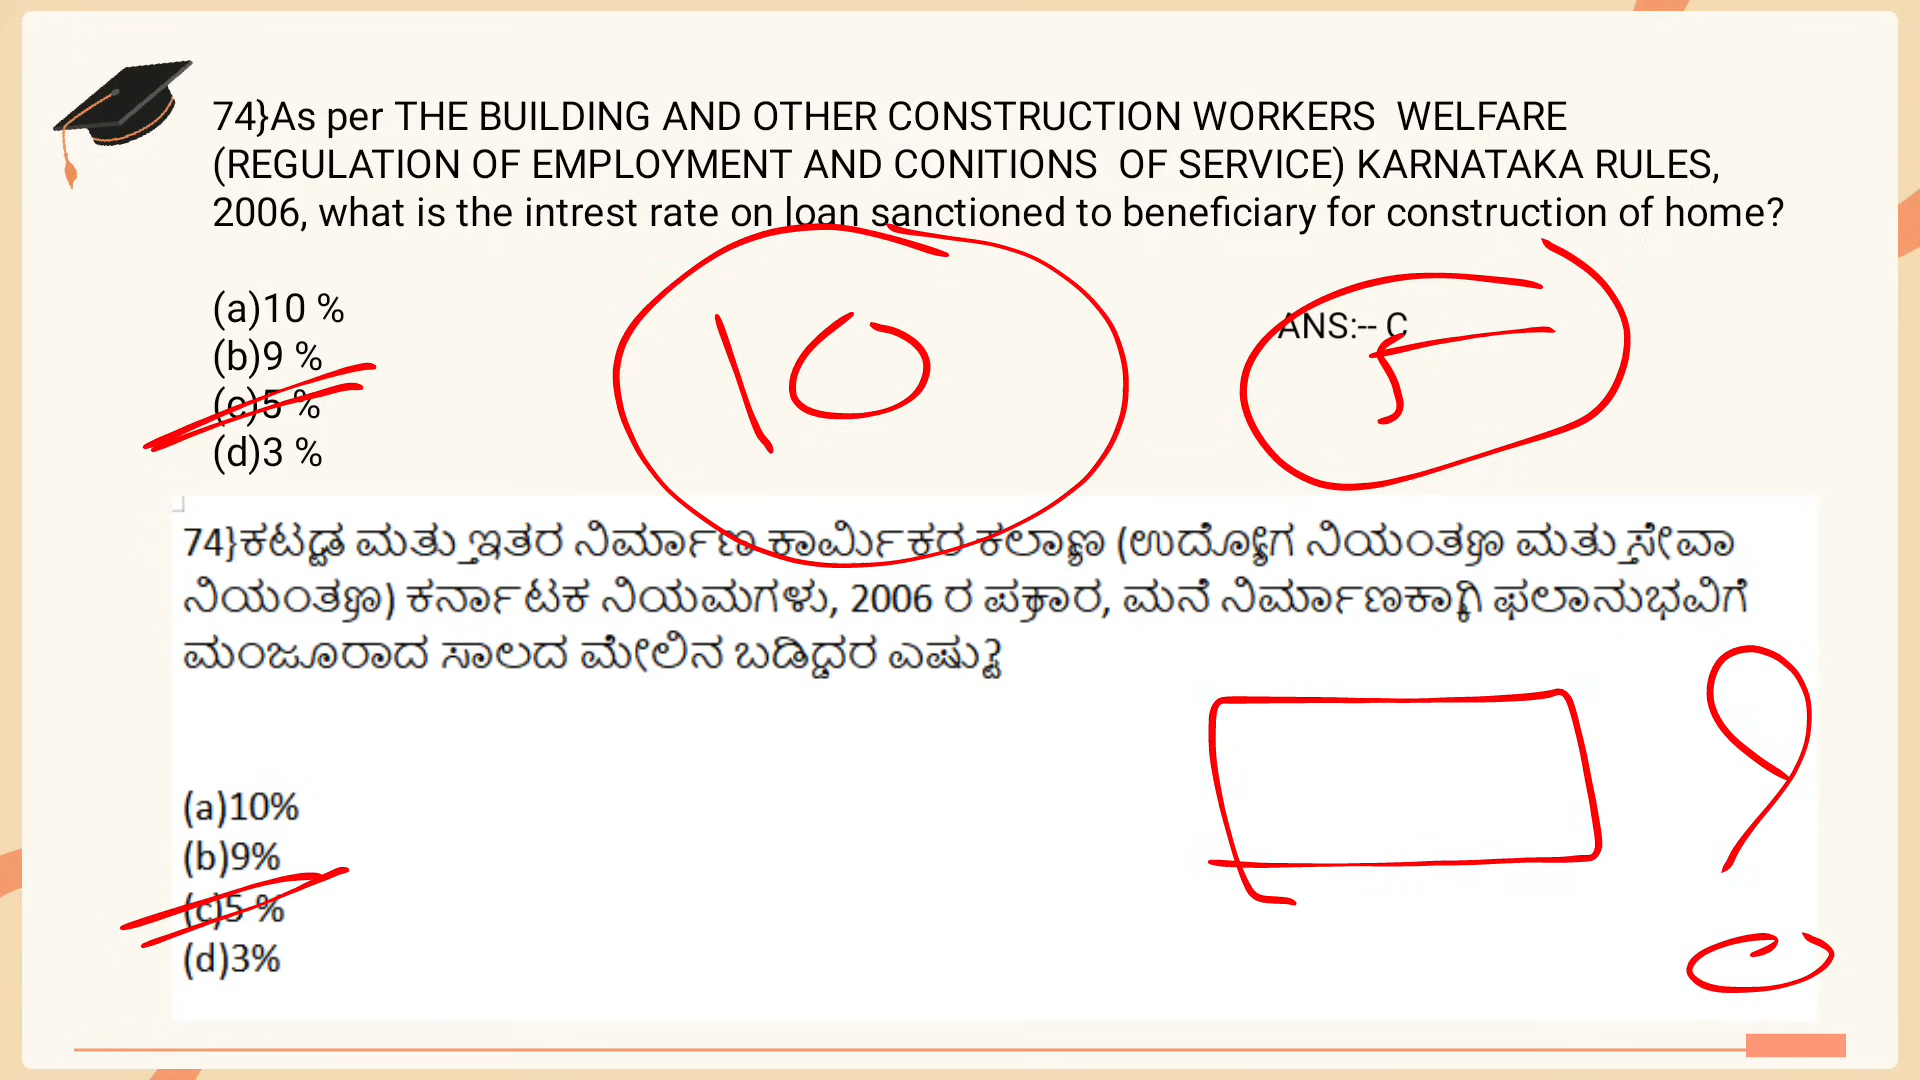 74}As per THE BUILDING AND OTHER CONSTRUCTION WORKERS WELFARE
(REGULATION OF EMPLOYMENT AND CONITIONS OF SERVICE) KARNATAKA RULES,
2006, what is the intrest rate on loan sanctioned to beneficiary for construction of home?
(a)10 %
(b)9 %
(c)5 %
(d)3 %
10
ANS:-- C
5
74}ಕಟ್ಟಡ ಮತ್ತು ಇತರ ನಿರ್ಮಾಣ ಕಾರ್ಮಿಕರ ಕಲ್ಯಾಣ (ಉದ್ಯೋಗ ನಿಯಂತ್ರಣ ಮತ್ತು ಸೇವಾ
ನಿಯಂತ್ರಣ) ಕರ್ನಾಟಕ ನಿಯಮಗಳು, 2006 ರ ಪ್ರಕಾರ, ಮನೆ ನಿರ್ಮಾಣಕ್ಕಾಗಿ ಫಲಾನುಭವಿಗೆ
ಮಂಜೂರಾದ ಸಾಲದ ಮೇಲಿನ ಬಡ್ಡಿದರ ಎಷ್ಟು?
(a)10%
(b)9%
(c)5 %
(d)3%
?